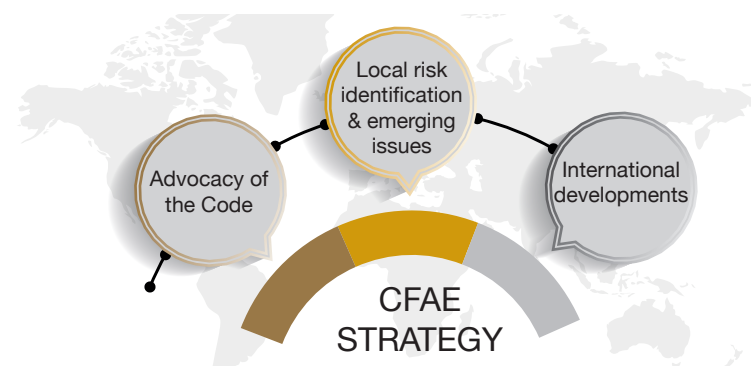 Local risk
identification
& emerging
issues
Advocacy of
the Code
International
developments
CFAE
STRATEGY